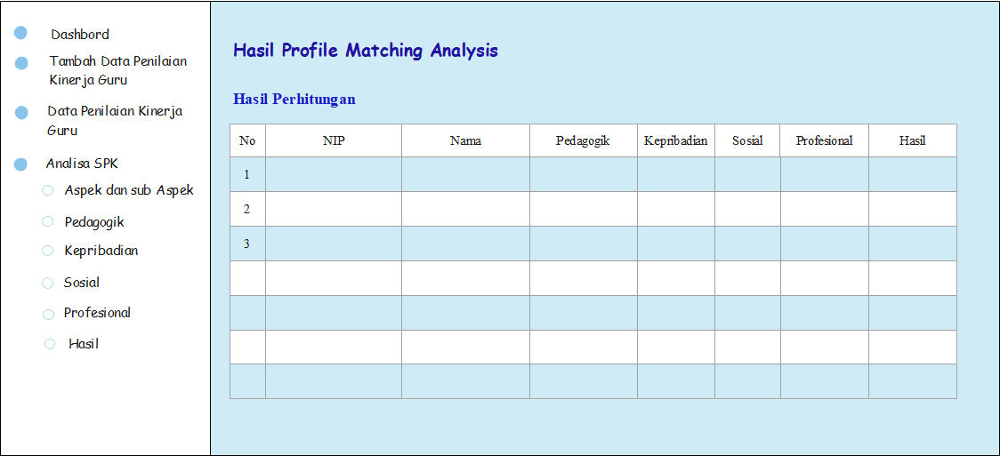 Dashbord
Tambah Data Penilaian
Kinerja Guru
Data Penilaian Kinerja
Guru
Analisa SPK
Aspek dan sub Aspek
Pedagogik
Kepribadian
Sosial
Profesional
Hasil
Hasil Profile Matching Analysis
Hasil Perhitungan
No NIP Nama Pedagogik Kepribadian Sosial Profesional Hasil
1
2
3